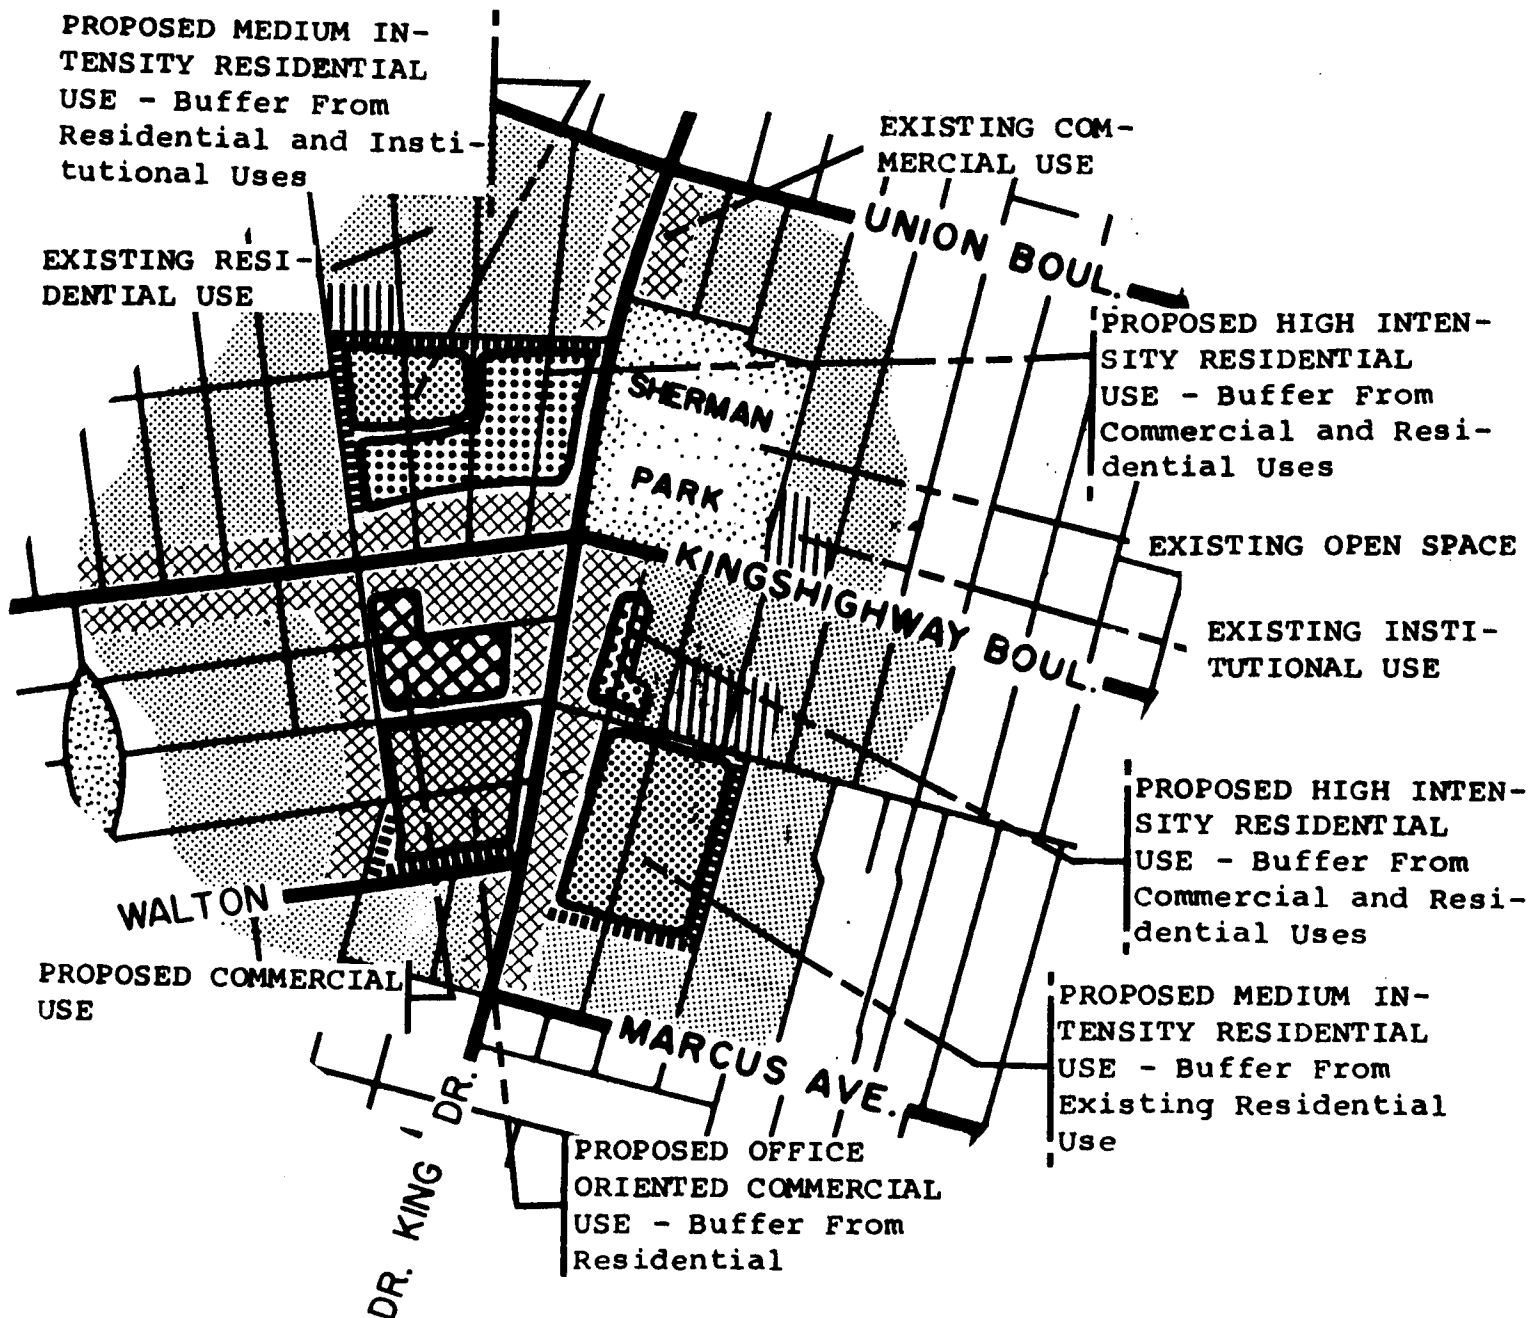 PROPOSED MEDIUM IN-
TENSITY RESIDENTIAL
USE - Buffer From
Residential and Insti-
tutional Uses
EXISTING COM-
MERCIAL USE
UNION BOUL.
EXISTING RESI-
DENTIAL USE
PROPOSED HIGH INTEN-
SITY RESIDENTIAL
USE - Buffer From
Commercial and Resi-
dential Uses
SHERMAN
PARK
EXISTING OPEN SPACE
KINGSHIGHWAY BOUL.
EXISTING INSTI-
TUTIONAL USE
PROPOSED HIGH INTEN-
SITY RESIDENTIAL
USE - Buffer From
Commercial and Resi-
dential Uses
WALTON
PROPOSED COMMERCIAL
USE
PROPOSED MEDIUM IN-
TENSITY RESIDENTIAL
USE - Buffer From
Existing Residential
Use
MARCUS AVE.
DR. KING DR.
PROPOSED OFFICE
ORIENTED COMMERCIAL
USE - Buffer From
Residential